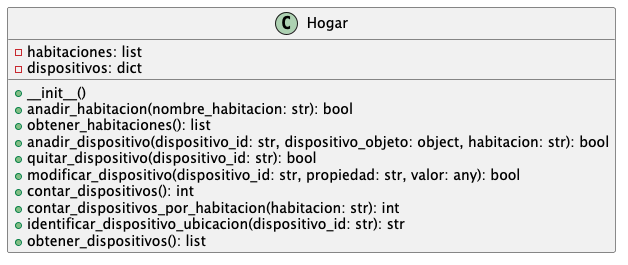 C Hogar
habitaciones: list
dispositivos: dict
__init__()
anadir_habitacion(nombre_habitacion: str): bool
obtener_habitaciones(): list
anadir_dispositivo(dispositivo_id: str, dispositivo_objeto: object, habitacion: str): bool
quitar_dispositivo(dispositivo_id: str): bool
modificar_dispositivo(dispositivo_id: str, propiedad: str, valor: any): bool
contar_dispositivos(): int
contar_dispositivos_por_habitacion(habitacion: str): int
identificar_dispositivo_ubicacion(dispositivo_id: str): str
obtener_dispositivos(): list